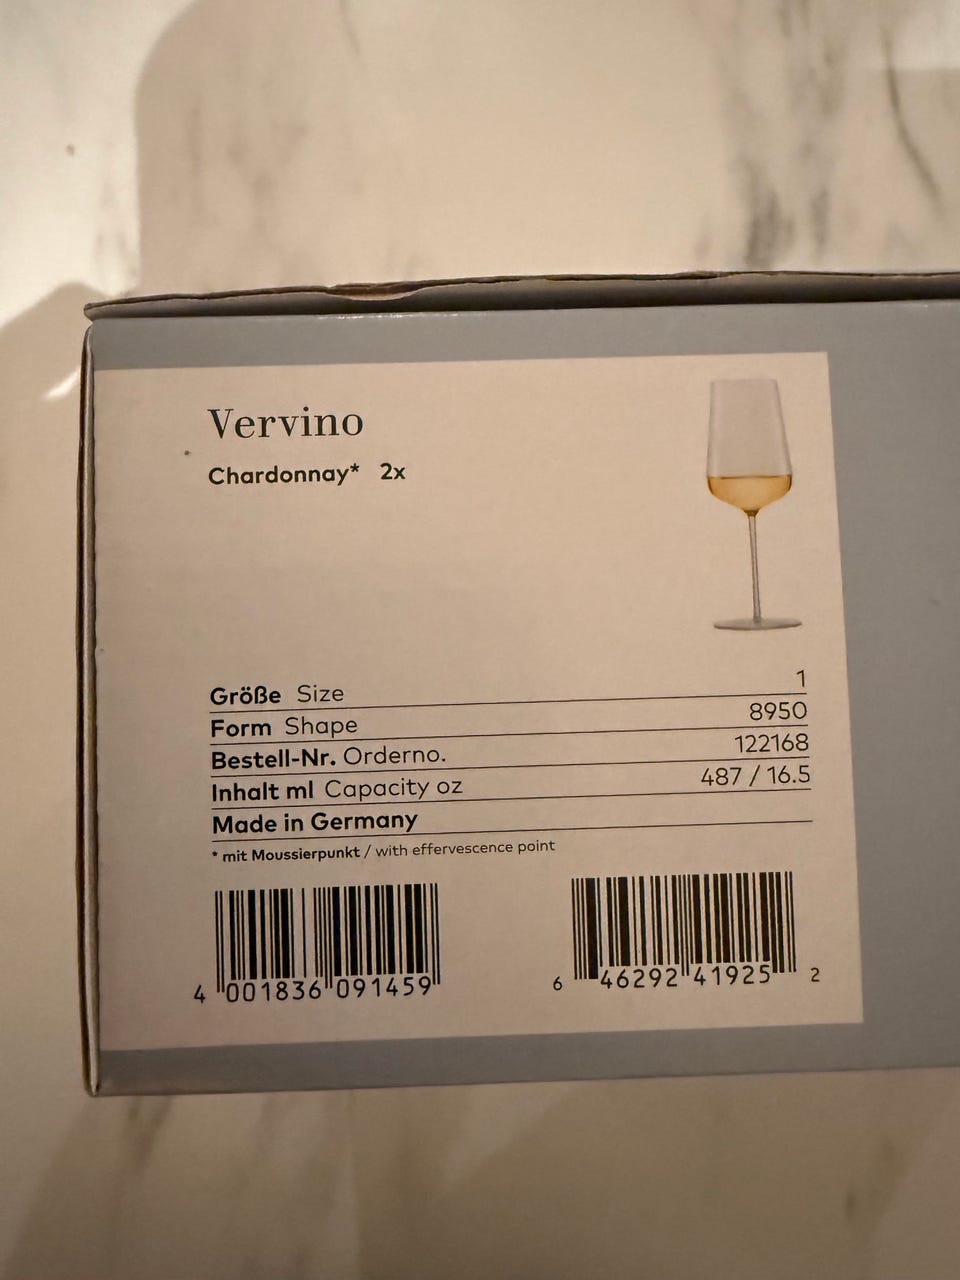 Vervino
Chardonnay* 2x
Größe Size 1
Form Shape 8950
Bestell-Nr. Orderno. 122168
Inhalt ml Capacity oz 487 / 16.5
Made in Germany
* mit Moussierpunkt / with effervescence point
4 001836 091459
6 46292 41925 2